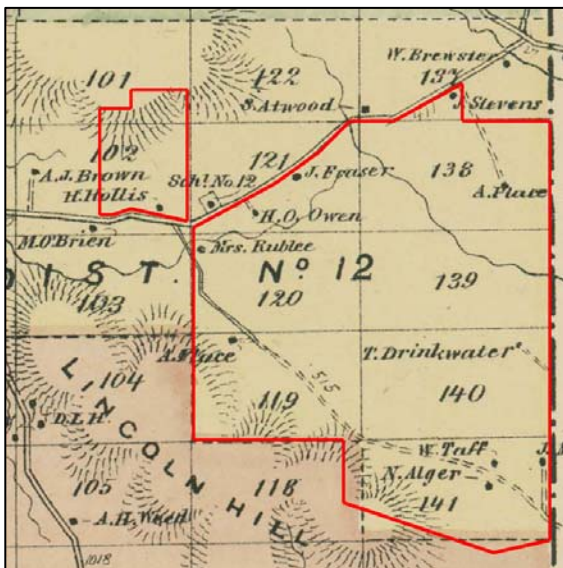 W. Brewster
101
122
137
S. Atwood
J. Stevens
102
121
138
A.J. Brown
H. Hollis
Schl. No. 12
J. Fraser
A. Place
H.O. Owen
M. O'Brien
Mrs. Rublee
DIST. No 12
139
103
120
A. Place
T. Drinkwater
104
LINCOLN HILL
119
515
140
D.L.H.
W. Taff
N. Alger
105
118
141
A.H. Weed
1018